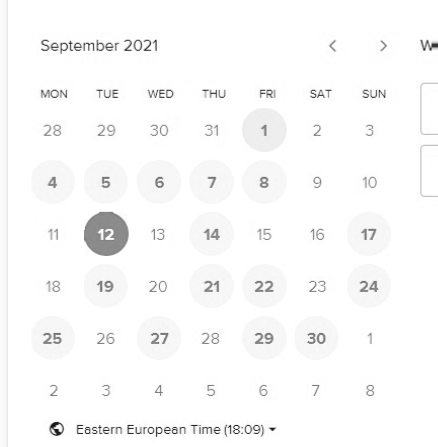 September 2021 < >
MON TUE WED THU FRI SAT SUN
28 29 30 31 1 2 3
4 5 6 7 8 9 10
11 12 13 14 15 16 17
18 19 20 21 22 23 24
25 26 27 28 29 30 1
2 3 4 5 6 7 8
Eastern European Time (18:09)